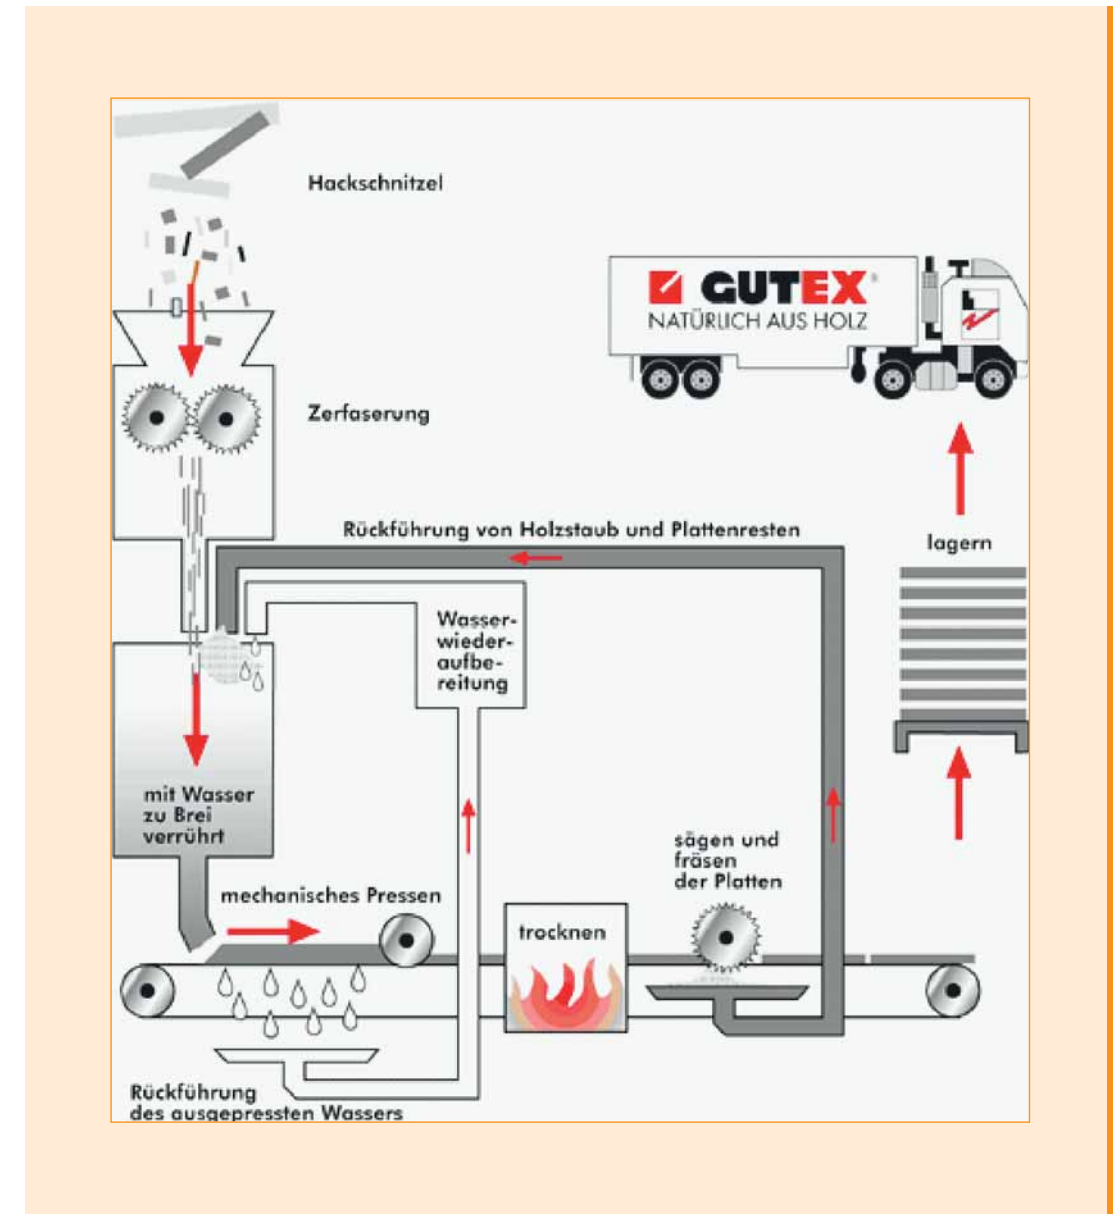 Hackschnitzel
GUTEX
NATÜRLICH AUS HOLZ
Zerfaserung
Rückführung von Holzstaub und Plattenresten
lagern
Wasser-
wieder-
aufbe-
reitung
mit Wasser
zu Brei
verrührt
sägen und
fräsen
der Platten
mechanisches Pressen
trocknen
Rückführung
des ausgepressten Wassers